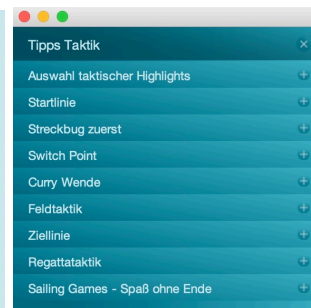 Tipps Taktik
Auswahl taktischer Highlights
Startlinie
Streckbug zuerst
Switch Point
Curry Wende
Feldtaktik
Ziellinie
Regattataktik
Sailing Games - Spaß ohne Ende